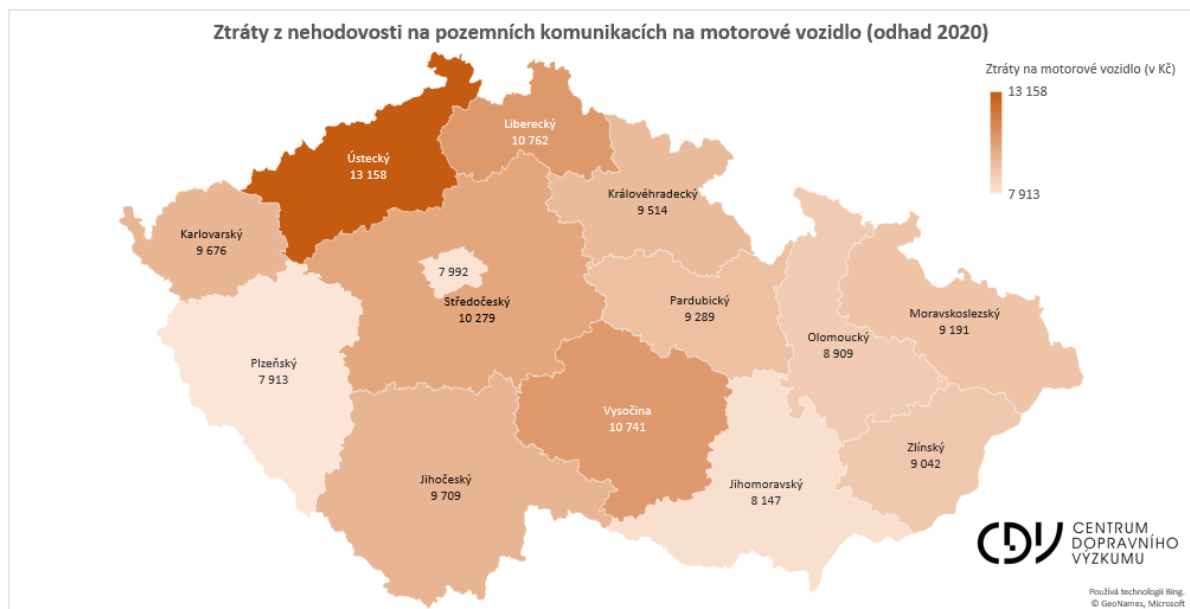 Ztráty z nehodovosti na pozemních komunikacích na motorové vozidlo (odhad 2020)
Ztráty na motorové vozidlo (v Kč)
13 158
7 913
Liberecký
10 762
Ústecký
13 158
Královéhradecký
9 514
Karlovarský
9 676
7 992
Středočeský
10 279
Pardubický
9 289
Moravskoslezský
9 191
Olomoucký
8 909
Plzeňský
7 913
Vysočina
10 741
Zlínský
9 042
Jihočeský
9 709
Jihomoravský
8 147
CDV
CENTRUM
DOPRAVNÍHO
VÝZKUMU
Používá technologii Bing.
© GeoNames, Microsoft